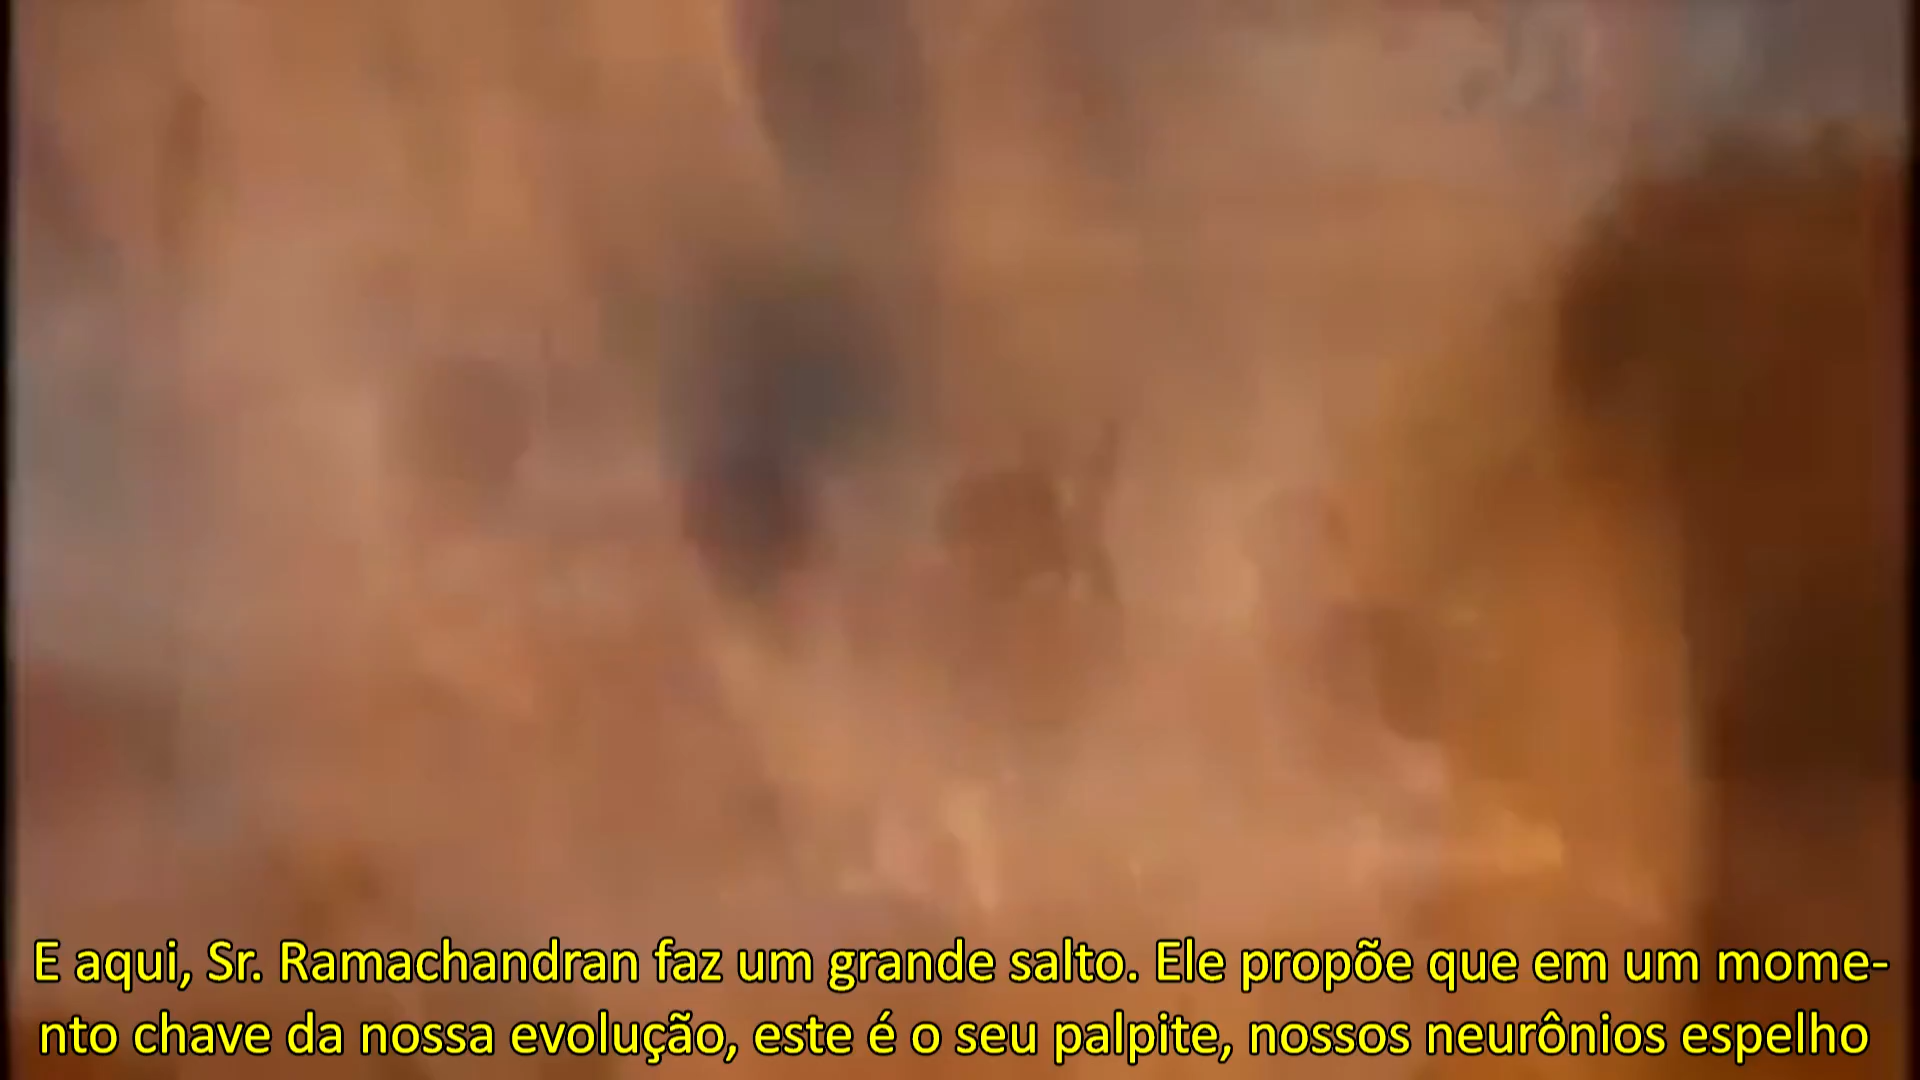 E aqui, Sr. Ramachandran faz um grande salto. Ele propõe que em um mome-
nto chave da nossa evolução, este é o seu palpite, nossos neurônios espelho